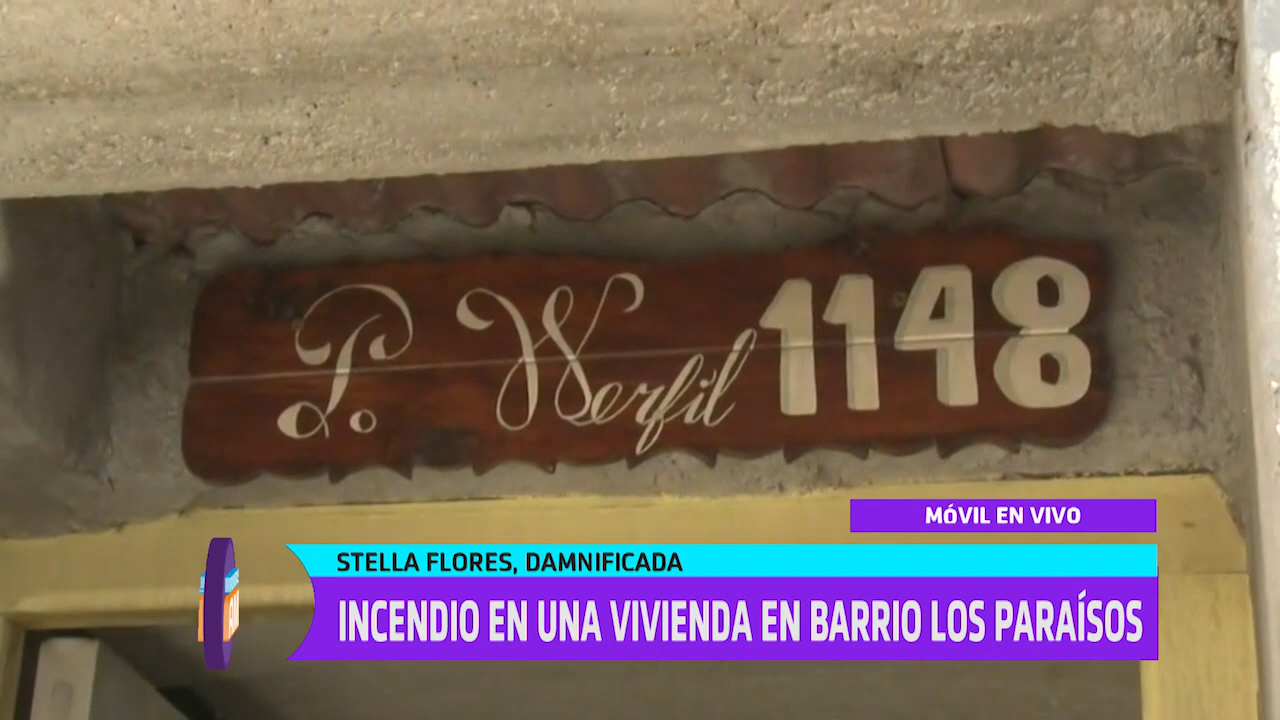 P. Werfil 1148
MÓVIL EN VIVO
STELLA FLORES, DAMNIFICADA
INCENDIO EN UNA VIVIENDA EN BARRIO LOS PARAÍSOS